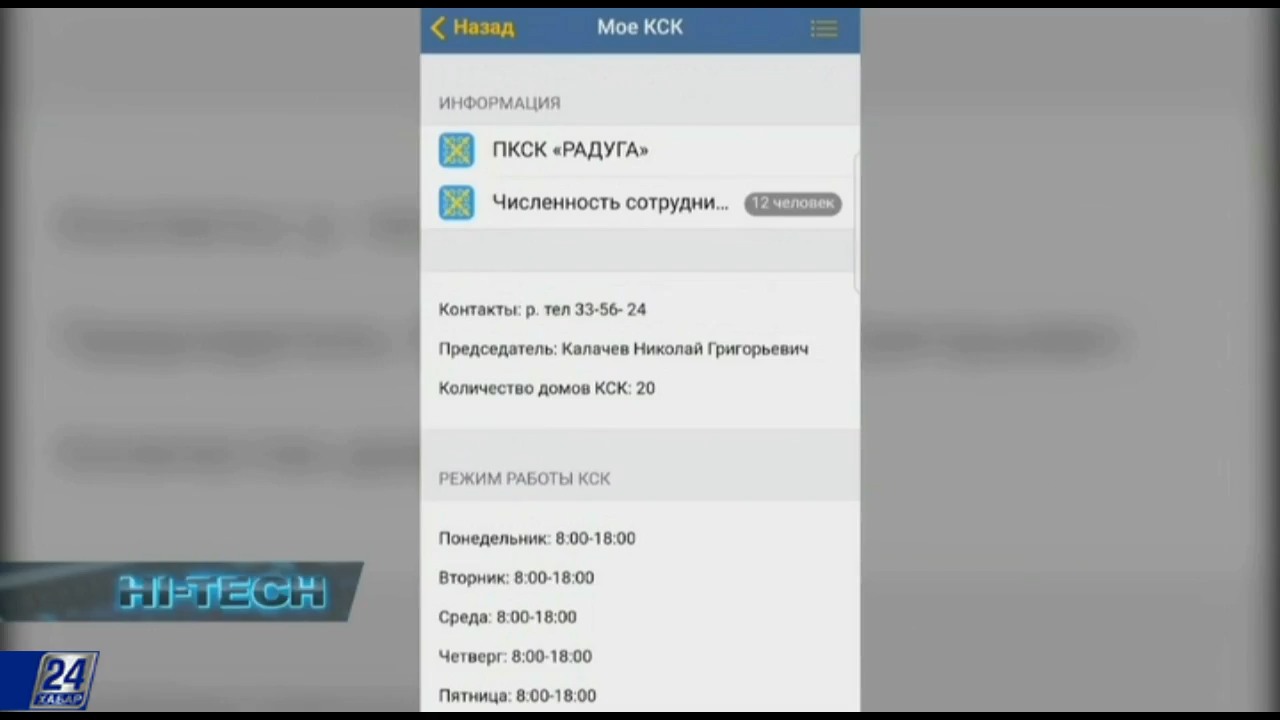 Назад
Мое КСК
ИНФОРМАЦИЯ
ПКСК «РАДУГА»
Численность сотрудни... 12 человек
Контакты: р. тел 33-56- 24
Председатель: Калачев Николай Григорьевич
Количество домов КСК: 20
РЕЖИМ РАБОТЫ КСК
Понедельник: 8:00-18:00
Вторник: 8:00-18:00
Среда: 8:00-18:00
Четверг: 8:00-18:00
Пятница: 8:00-18:00
HI-TECH
24
ХАБАР